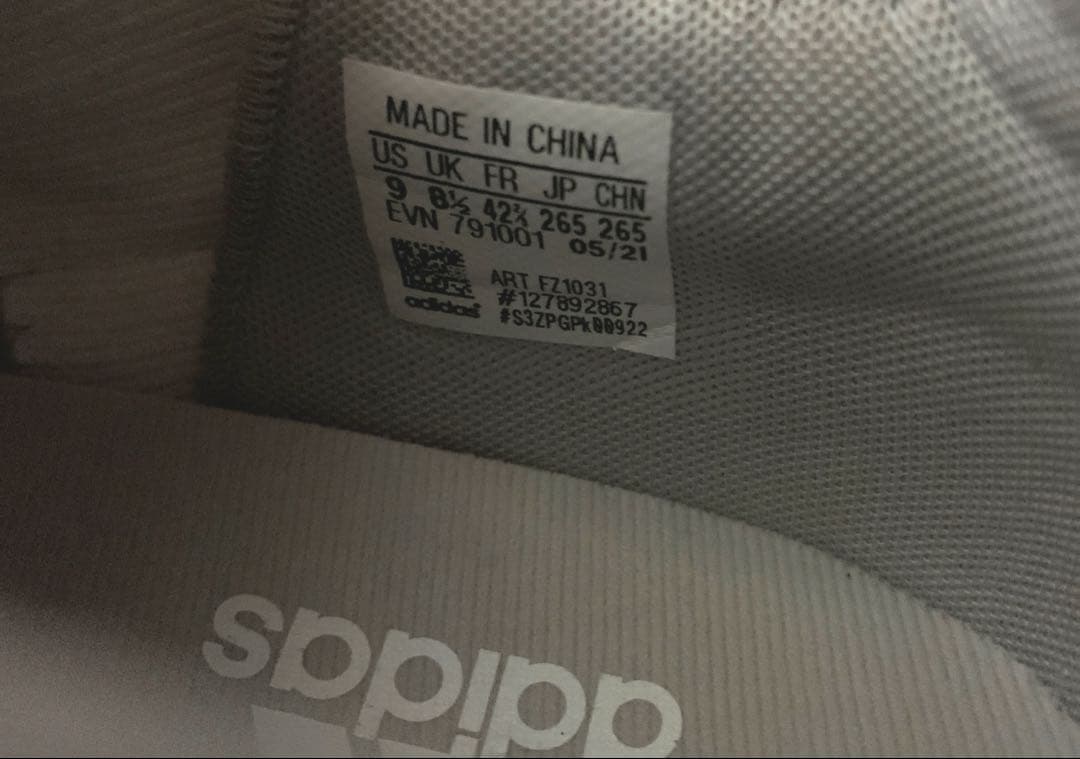 MADE IN CHINA
US UK FR JP CHN
9 8½ 42⅔ 265 265
EVN 791001 05/21
ART FZ1031
#127892867
adidas #S3ZPGPk00922
adidas